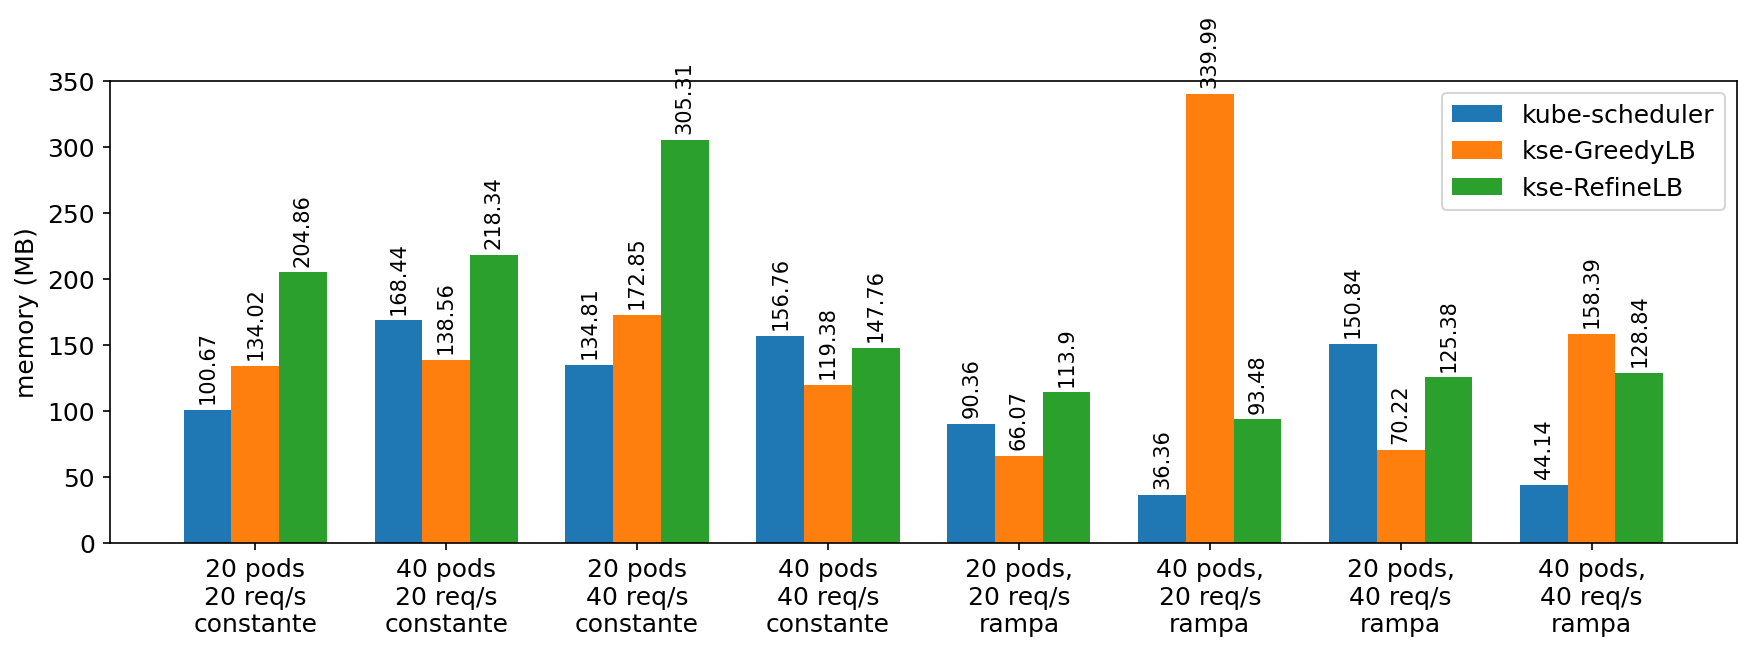 339.99
350
305.31
kube-scheduler
kse-GreedyLB
kse-RefineLB
300
250
200
150
100
50
0
memory (MB)
100.67
134.02
204.86
168.44
138.56
218.34
134.81
172.85
156.76
119.38
147.76
90.36
66.07
113.9
36.36
93.48
150.84
70.22
125.38
44.14
158.39
128.84
20 pods
20 req/s
constante
40 pods
20 req/s
constante
20 pods
40 req/s
constante
40 pods
40 req/s
constante
20 pods,
20 req/s
rampa
40 pods,
20 req/s
rampa
20 pods,
40 req/s
rampa
40 pods,
40 req/s
rampa